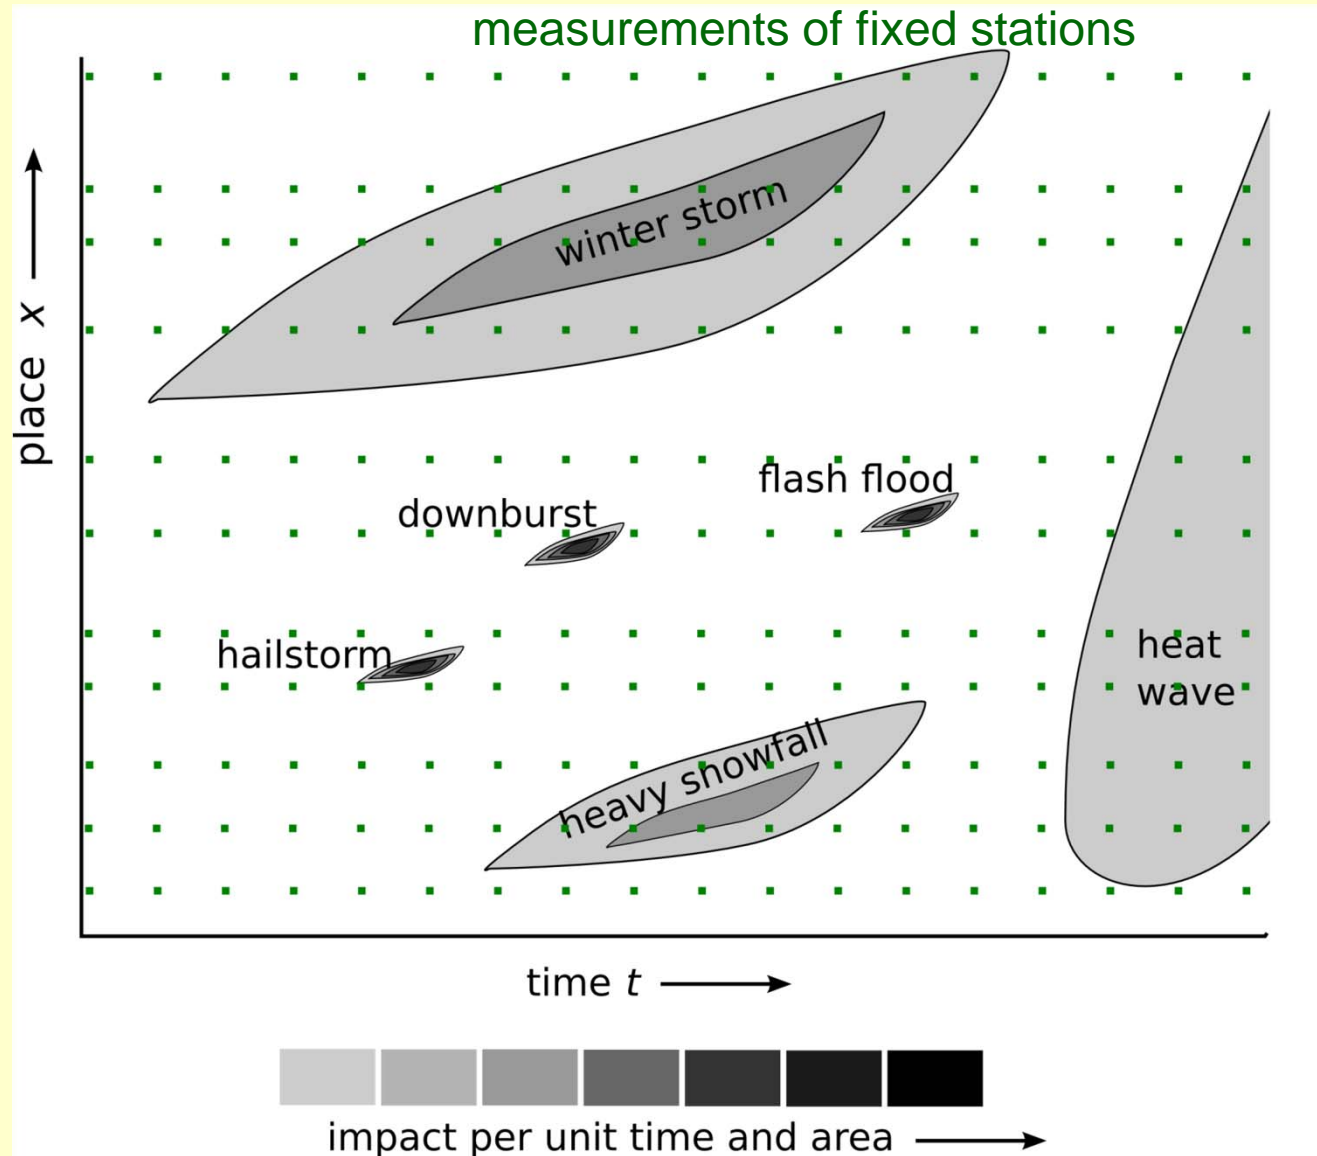 measurements of fixed stations
place x
winter storm
flash flood
downburst
hailstorm
heat
wave
heavy snowfall
time t
impact per unit time and area